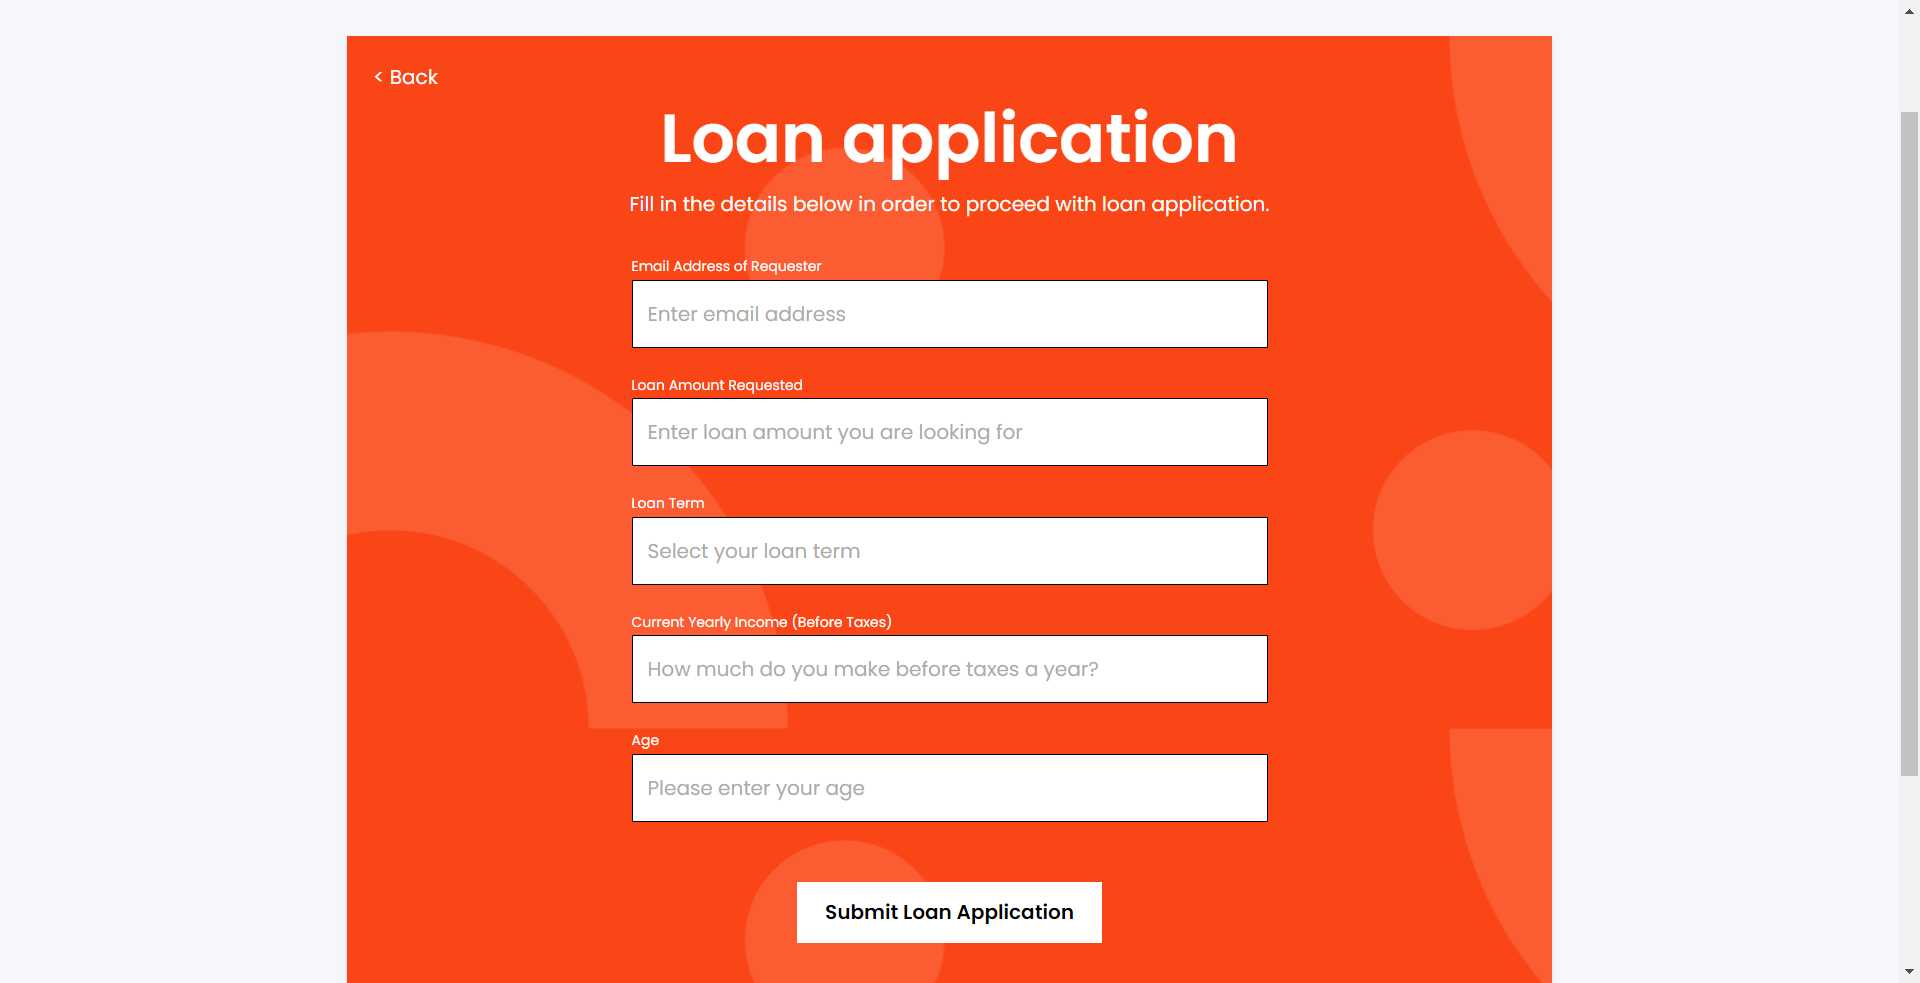 < Back
Loan application
Fill in the details below in order to proceed with loan application.
Email Address of Requester
Enter email address
Loan Amount Requested
Enter loan amount you are looking for
Loan Term
Select your loan term
Current Yearly Income (Before Taxes)
How much do you make before taxes a year?
Age
Please enter your age
Submit Loan Application